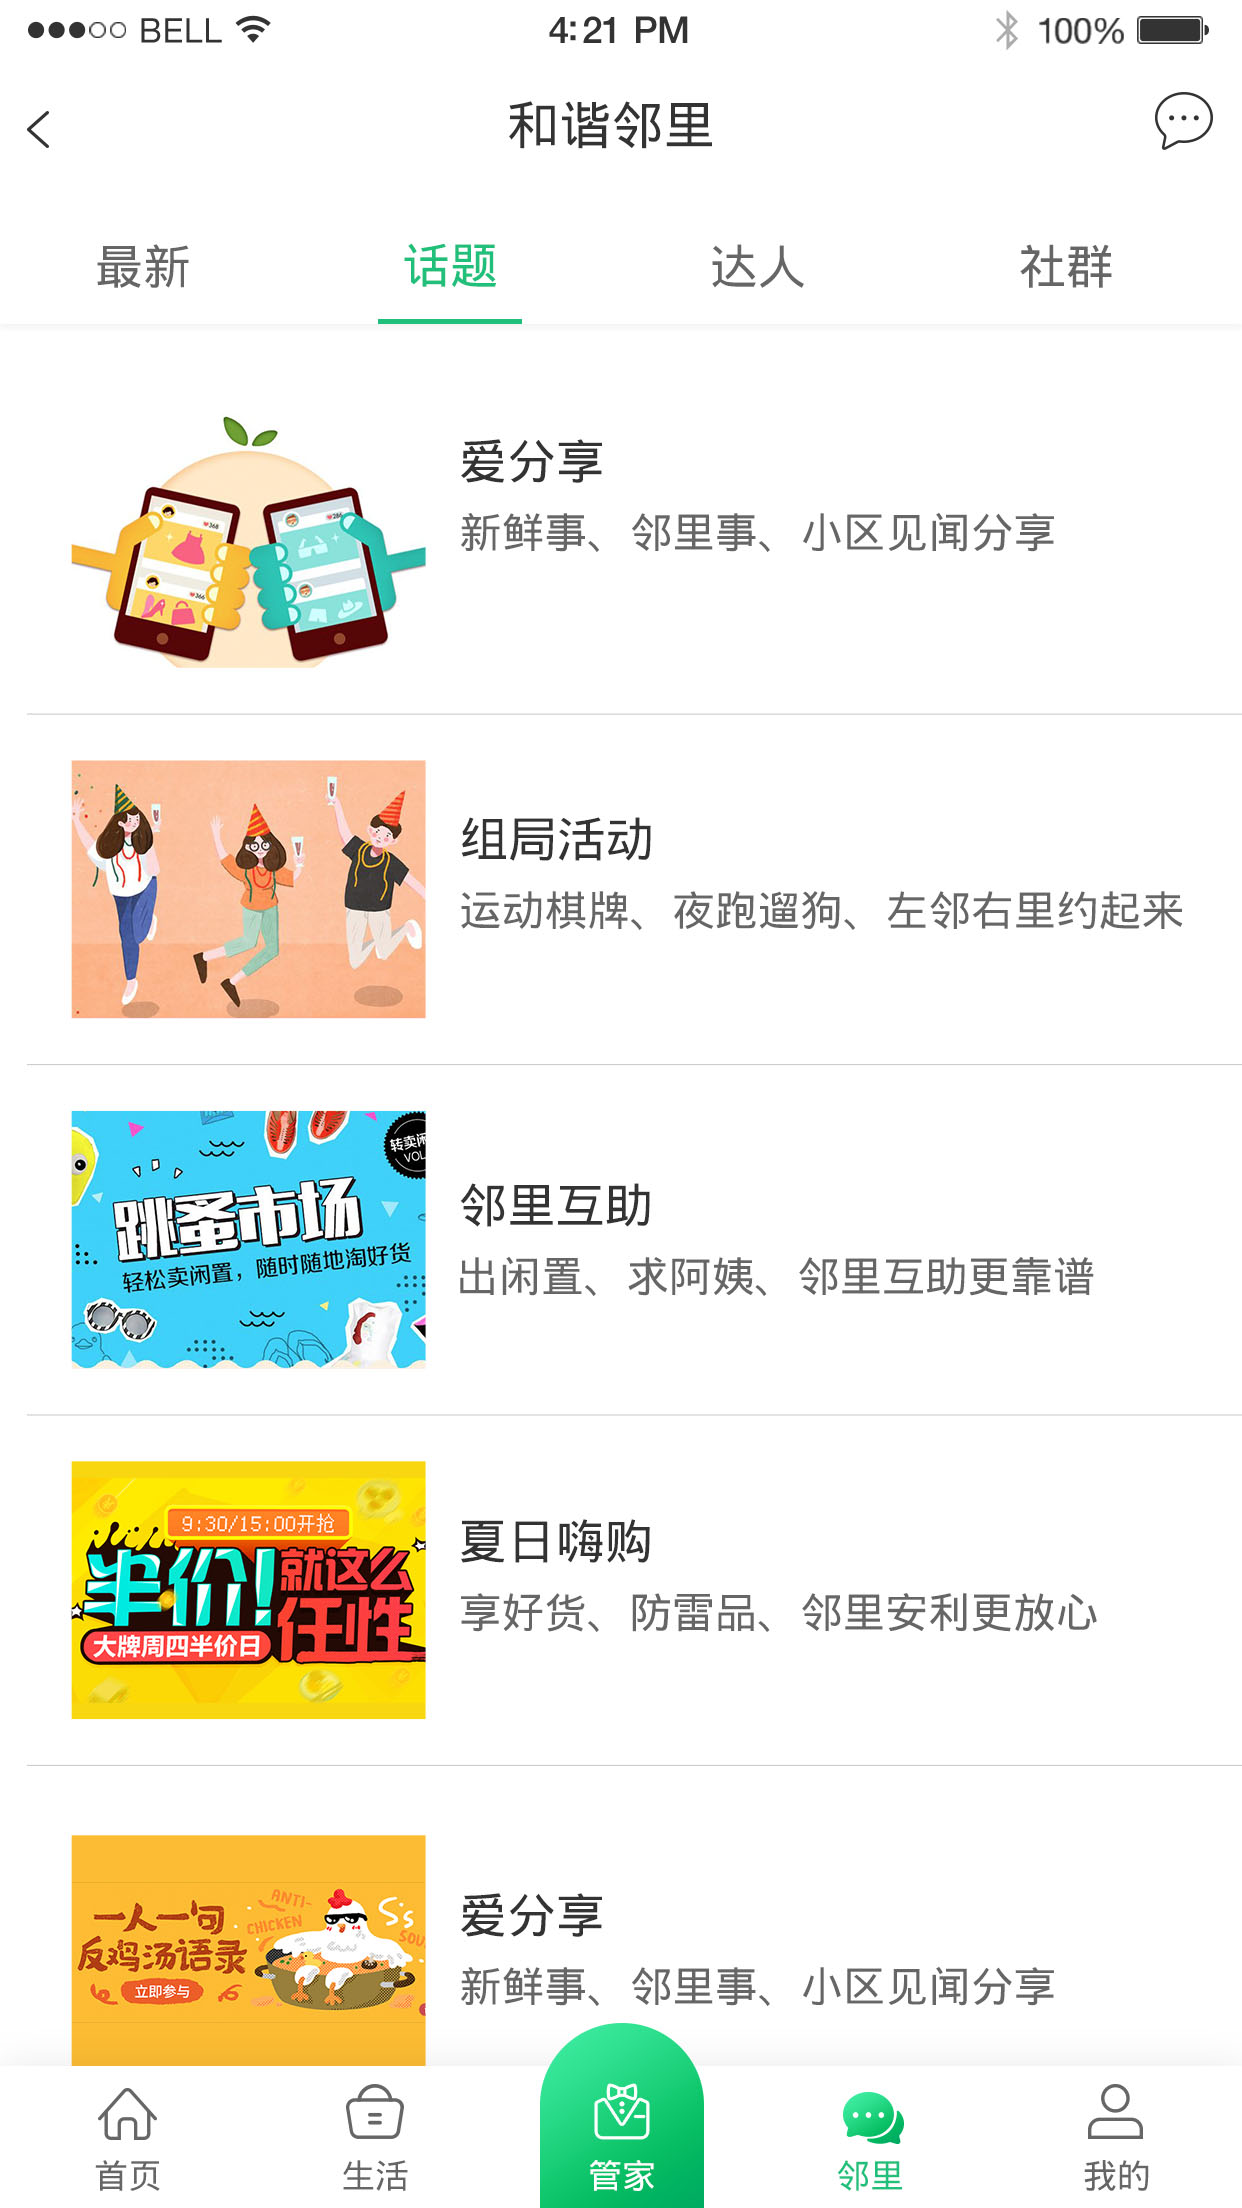 BELL 4:21 PM 100%
和谐邻里
最新 话题 达人 社群
368
286
366
爱分享
新鲜事、邻里事、小区见闻分享
组局活动
运动棋牌、夜跑遛狗、左邻右里约起来
转卖闲
VOL
跳蚤市场
轻松卖闲置，随时随地淘好货
邻里互助
出闲置、求阿姨、邻里互助更靠谱
9:30/15:00开抢
半价!就这么
任性
大牌周四半价日
夏日嗨购
享好货、防雷品、邻里安利更放心
一人一句
反鸡汤语录
立即参与
ANTI-
CHICKEN
S's
SOU
爱分享
新鲜事、邻里事、小区见闻分享
首页 生活 管家 邻里 我的